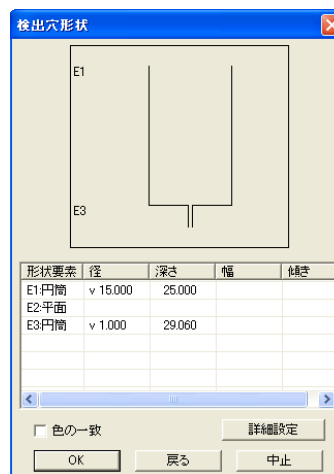 検出穴形状
E1
E3
形状要素 径 深さ 幅 傾き
E1:円筒 v 15.000 25.000
E2:平面
E3:円筒 v 1.000 29.060
色の一致 詳細設定
OK 戻る 中止